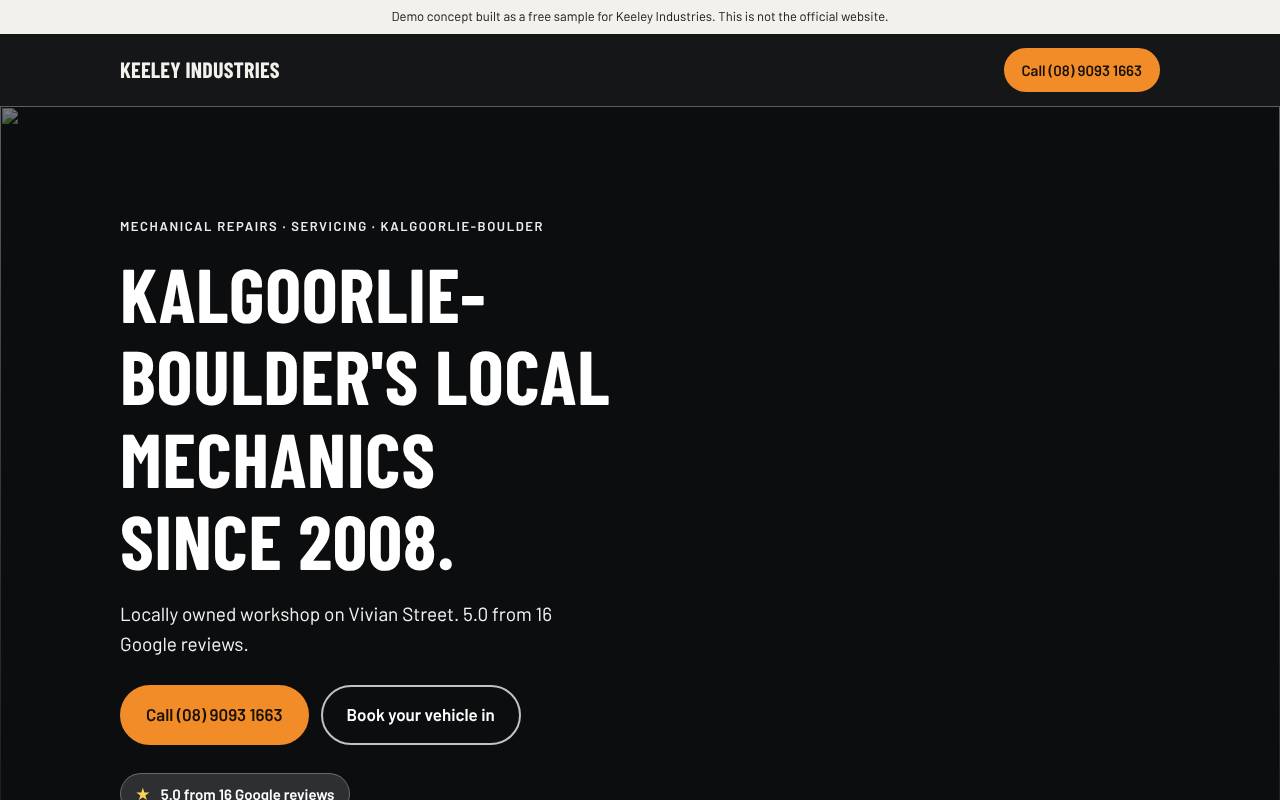 Demo concept built as a free sample for Keeley Industries. This is not the official website.
KEELEY INDUSTRIES
Call (08) 9093 1663
MECHANICAL REPAIRS · SERVICING · KALGOORLIE-BOULDER
KALGOORLIE-
BOULDER'S LOCAL
MECHANICS
SINCE 2008.
Locally owned workshop on Vivian Street. 5.0 from 16
Google reviews.
Call (08) 9093 1663
Book your vehicle in
★ 5.0 from 16 Google reviews